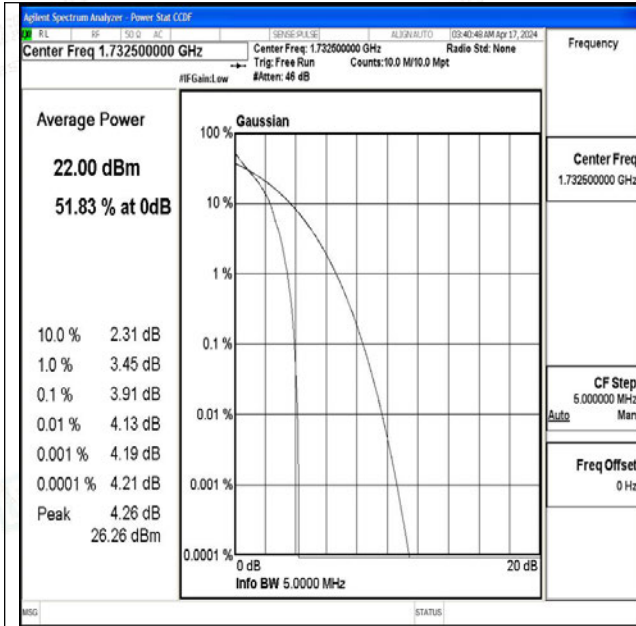 Agilent Spectrum Analyzer - Power Stat CCDF
RL RF 50 Ω AC SENSE:PULSE ALIGNAUTO 03:40:48 AM Apr 17, 2024
Center Freq 1.732500000 GHz
Center Freq: 1.732500000 GHz Radio Std: None
Trig: Free Run Counts:10.0 M/10.0 Mpt
#IFGain:Low #Atten: 46 dB
Frequency
Average Power
22.00 dBm
51.83 % at 0dB
10.0 % 2.31 dB
1.0 % 3.45 dB
0.1 % 3.91 dB
0.01 % 4.13 dB
0.001 % 4.19 dB
0.0001 % 4.21 dB
Peak 4.26 dB
26.26 dBm
Gaussian
100 %
10 %
1 %
0.1 %
0.01 %
0.001 %
0.0001 %
0 dB 20 dB
Info BW 5.0000 MHz
Center Freq
1.732500000 GHz
CF Step
5.000000 MHz
Auto Man
Freq Offset
0 Hz
MSG STATUS